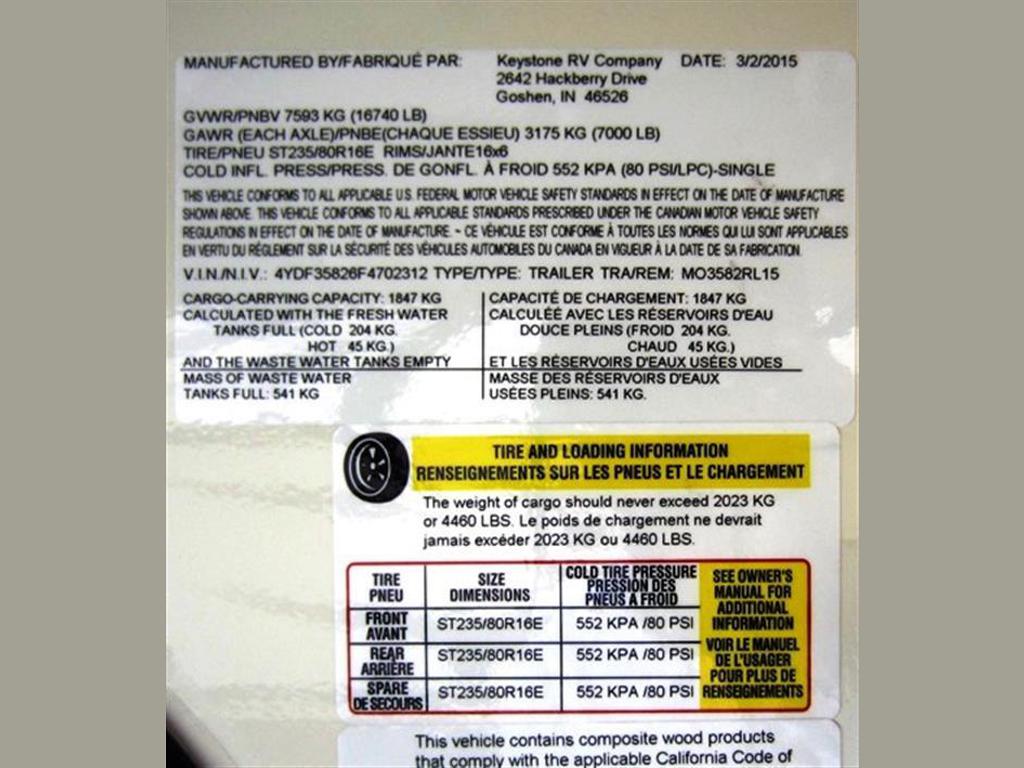 MANUFACTURED BY/FABRIQUÉ PAR: Keystone RV Company DATE: 3/2/2015
2642 Hackberry Drive
Goshen, IN 46526
GVWR/PNBV 7593 KG (16740 LB)
GAWR (EACH AXLE)/PNBE(CHAQUE ESSIEU) 3175 KG (7000 LB)
TIRE/PNEU ST235/80R16E RIMS/JANTE16x6
COLD INFL. PRESS/PRESS. DE GONFL. À FROID 552 KPA (80 PSI/LPC)-SINGLE
THIS VEHICLE CONFORMS TO ALL APPLICABLE U.S. FEDERAL MOTOR VEHICLE SAFETY STANDARDS IN EFFECT ON THE DATE OF MANUFACTURE
SHOWN ABOVE. THIS VEHICLE CONFORMS TO ALL APPLICABLE STANDARDS PRESCRIBED UNDER THE CANADIAN MOTOR VEHICLE SAFETY
REGULATIONS IN EFFECT ON THE DATE OF MANUFACTURE. ~ CE VÉHICULE EST CONFORME À TOUTES LES NORMES QUI LUI SONT APPLICABLES
EN VERTU DU RÉGLEMENT SUR LA SÉCURITÉ DES VÉHICULES AUTOMOBILES DU CANADA EN VIGUEUR À LA DATE DE SA FABRICATION.
V.I.N./N.I.V.: 4YDF35826F4702312 TYPE/TYPE: TRAILER TRA/REM: MO3582RL15
CARGO-CARRYING CAPACITY: 1847 KG
CALCULATED WITH THE FRESH WATER
TANKS FULL (COLD 204 KG.
HOT 45 KG.)
AND THE WASTE WATER TANKS EMPTY
MASS OF WASTE WATER
TANKS FULL: 541 KG
CAPACITÉ DE CHARGEMENT: 1847 KG
CALCULÉE AVEC LES RÉSERVOIRS D'EAU
DOUCE PLEINS (FROID 204 KG.
CHAUD 45 KG.)
ET LES RÉSERVOIRS D'EAUX USÉES VIDES
MASSE DES RÉSERVOIRS D'EAUX
USÉES PLEINS: 541 KG.
TIRE AND LOADING INFORMATION
RENSEIGNEMENTS SUR LES PNEUS ET LE CHARGEMENT
The weight of cargo should never exceed 2023 KG
or 4460 LBS. Le poids de chargement ne devrait
jamais excéder 2023 KG ou 4460 LBS.
TIRE
PNEU
SIZE
DIMENSIONS
COLD TIRE PRESSURE
PRESSION DES
PNEUS A FROID
FRONT
AVANT
ST235/80R16E
552 KPA /80 PSI
REAR
ARRIÈRE
ST235/80R16E
552 KPA /80 PSI
SPARE
DE SECOURS
ST235/80R16E
552 KPA /80 PSI
SEE OWNER'S
MANUAL FOR
ADDITIONAL
INFORMATION
VOIR LE MANUEL
DE L'USAGER
POUR PLUS DE
RENSEIGNEMENTS
This vehicle contains composite wood products
that comply with the applicable California Code of